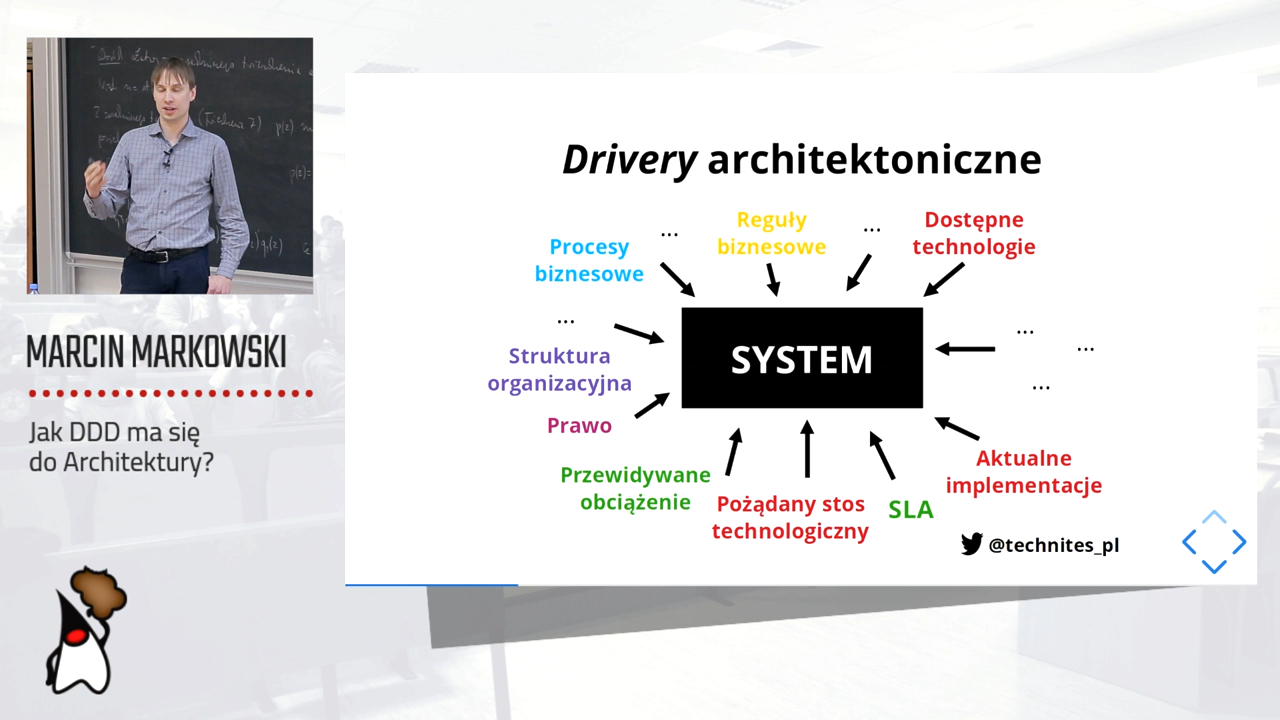 MARCIN MARKOWSKI
Jak DDD ma się
do Architektury?
Drivery architektoniczne
Procesy
biznesowe
...
Reguły
biznesowe
...
Dostępne
technologie
...
Struktura
organizacyjna
Prawo
SYSTEM
...
...
...
Przewidywane
obciążenie
Pożądany stos
technologiczny
SLA
Aktualne
implementacje
@technites_pl